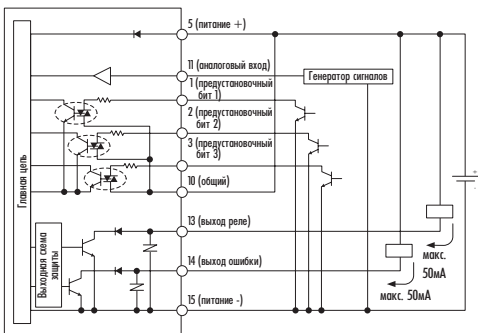 5 (питание +)
11 (аналоговый вход)
Генератор сигналов
1 (предустановочный
бит 1)
2 (предустановочный
бит 2)
3 (предустановочный
бит 3)
10 (общий)
Главная цепь
13 (выход реле)
Выходная схема
защиты
14 (выход ошибки)
макс.
50мА
макс. 50мА
15 (питание -)
+
-